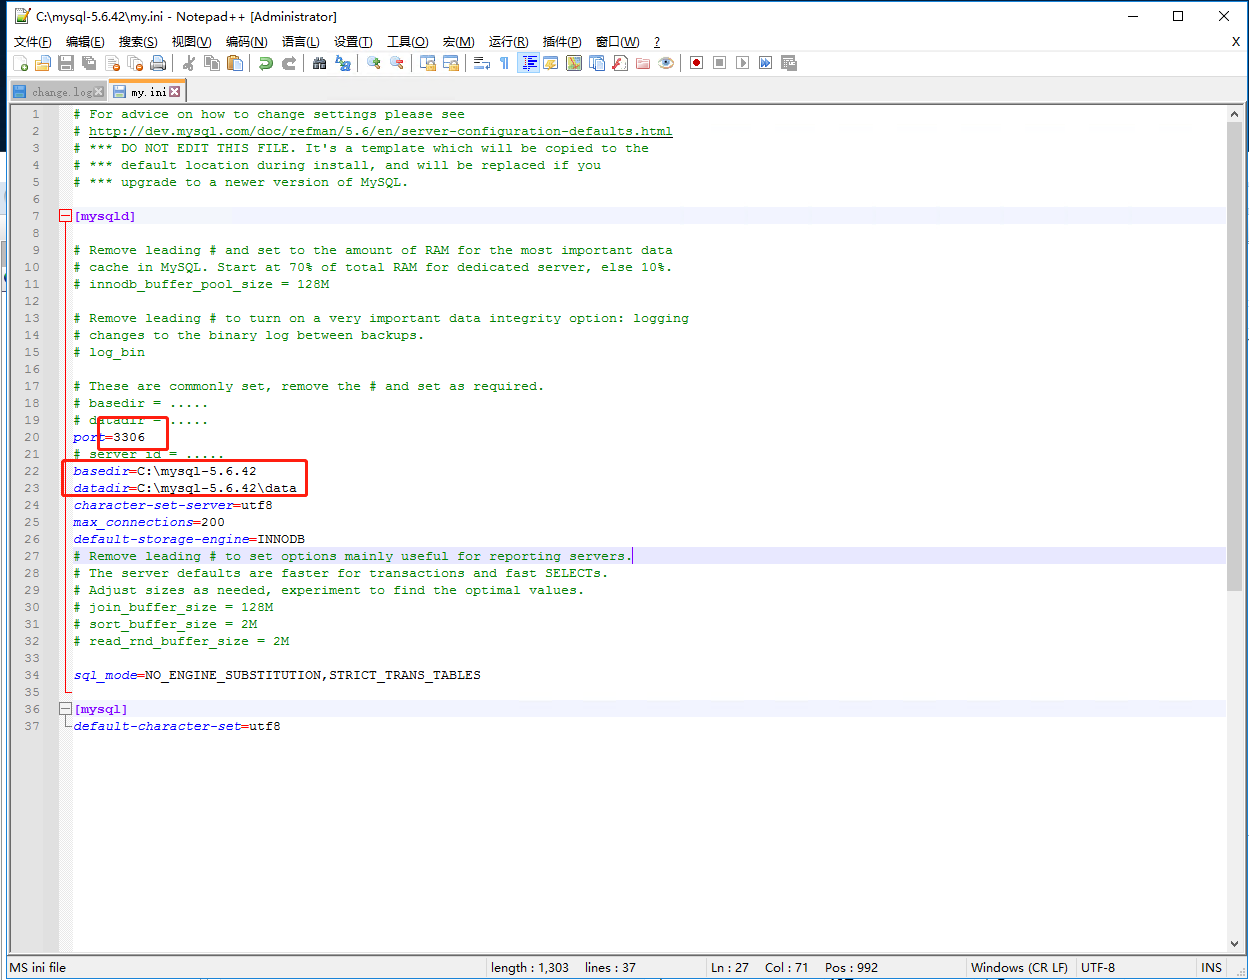 C:\mysql-5.6.42\my.ini - Notepad++ [Administrator]
文件(F) 编辑(E) 搜索(S) 视图(V) 编码(N) 语言(L) 设置(T) 工具(O) 宏(M) 运行(R) 插件(P) 窗口(W) ? X
change.log my.ini
1 # For advice on how to change settings please see
2 # http://dev.mysql.com/doc/refman/5.6/en/server-configuration-defaults.html
3 # *** DO NOT EDIT THIS FILE. It's a template which will be copied to the
4 # *** default location during install, and will be replaced if you
5 # *** upgrade to a newer version of MySQL.
6
7 [mysqld]
8
9 # Remove leading # and set to the amount of RAM for the most important data
10 # cache in MySQL. Start at 70% of total RAM for dedicated server, else 10%.
11 # innodb_buffer_pool_size = 128M
12
13 # Remove leading # to turn on a very important data integrity option: logging
14 # changes to the binary log between backups.
15 # log_bin
16
17 # These are commonly set, remove the # and set as required.
18 # basedir = .....
19 # datadir = .....
20 port=3306
21 # server_id = .....
22 basedir=C:\mysql-5.6.42
23 datadir=C:\mysql-5.6.42\data
24 character-set-server=utf8
25 max_connections=200
26 default-storage-engine=INNODB
27 # Remove leading # to set options mainly useful for reporting servers.
28 # The server defaults are faster for transactions and fast SELECTs.
29 # Adjust sizes as needed, experiment to find the optimal values.
30 # join_buffer_size = 128M
31 # sort_buffer_size = 2M
32 # read_rnd_buffer_size = 2M
33
34 sql_mode=NO_ENGINE_SUBSTITUTION,STRICT_TRANS_TABLES
35
36 [mysql]
37 default-character-set=utf8
MS ini file length : 1,303 lines : 37 Ln : 27 Col : 71 Pos : 992 Windows (CR LF) UTF-8 INS